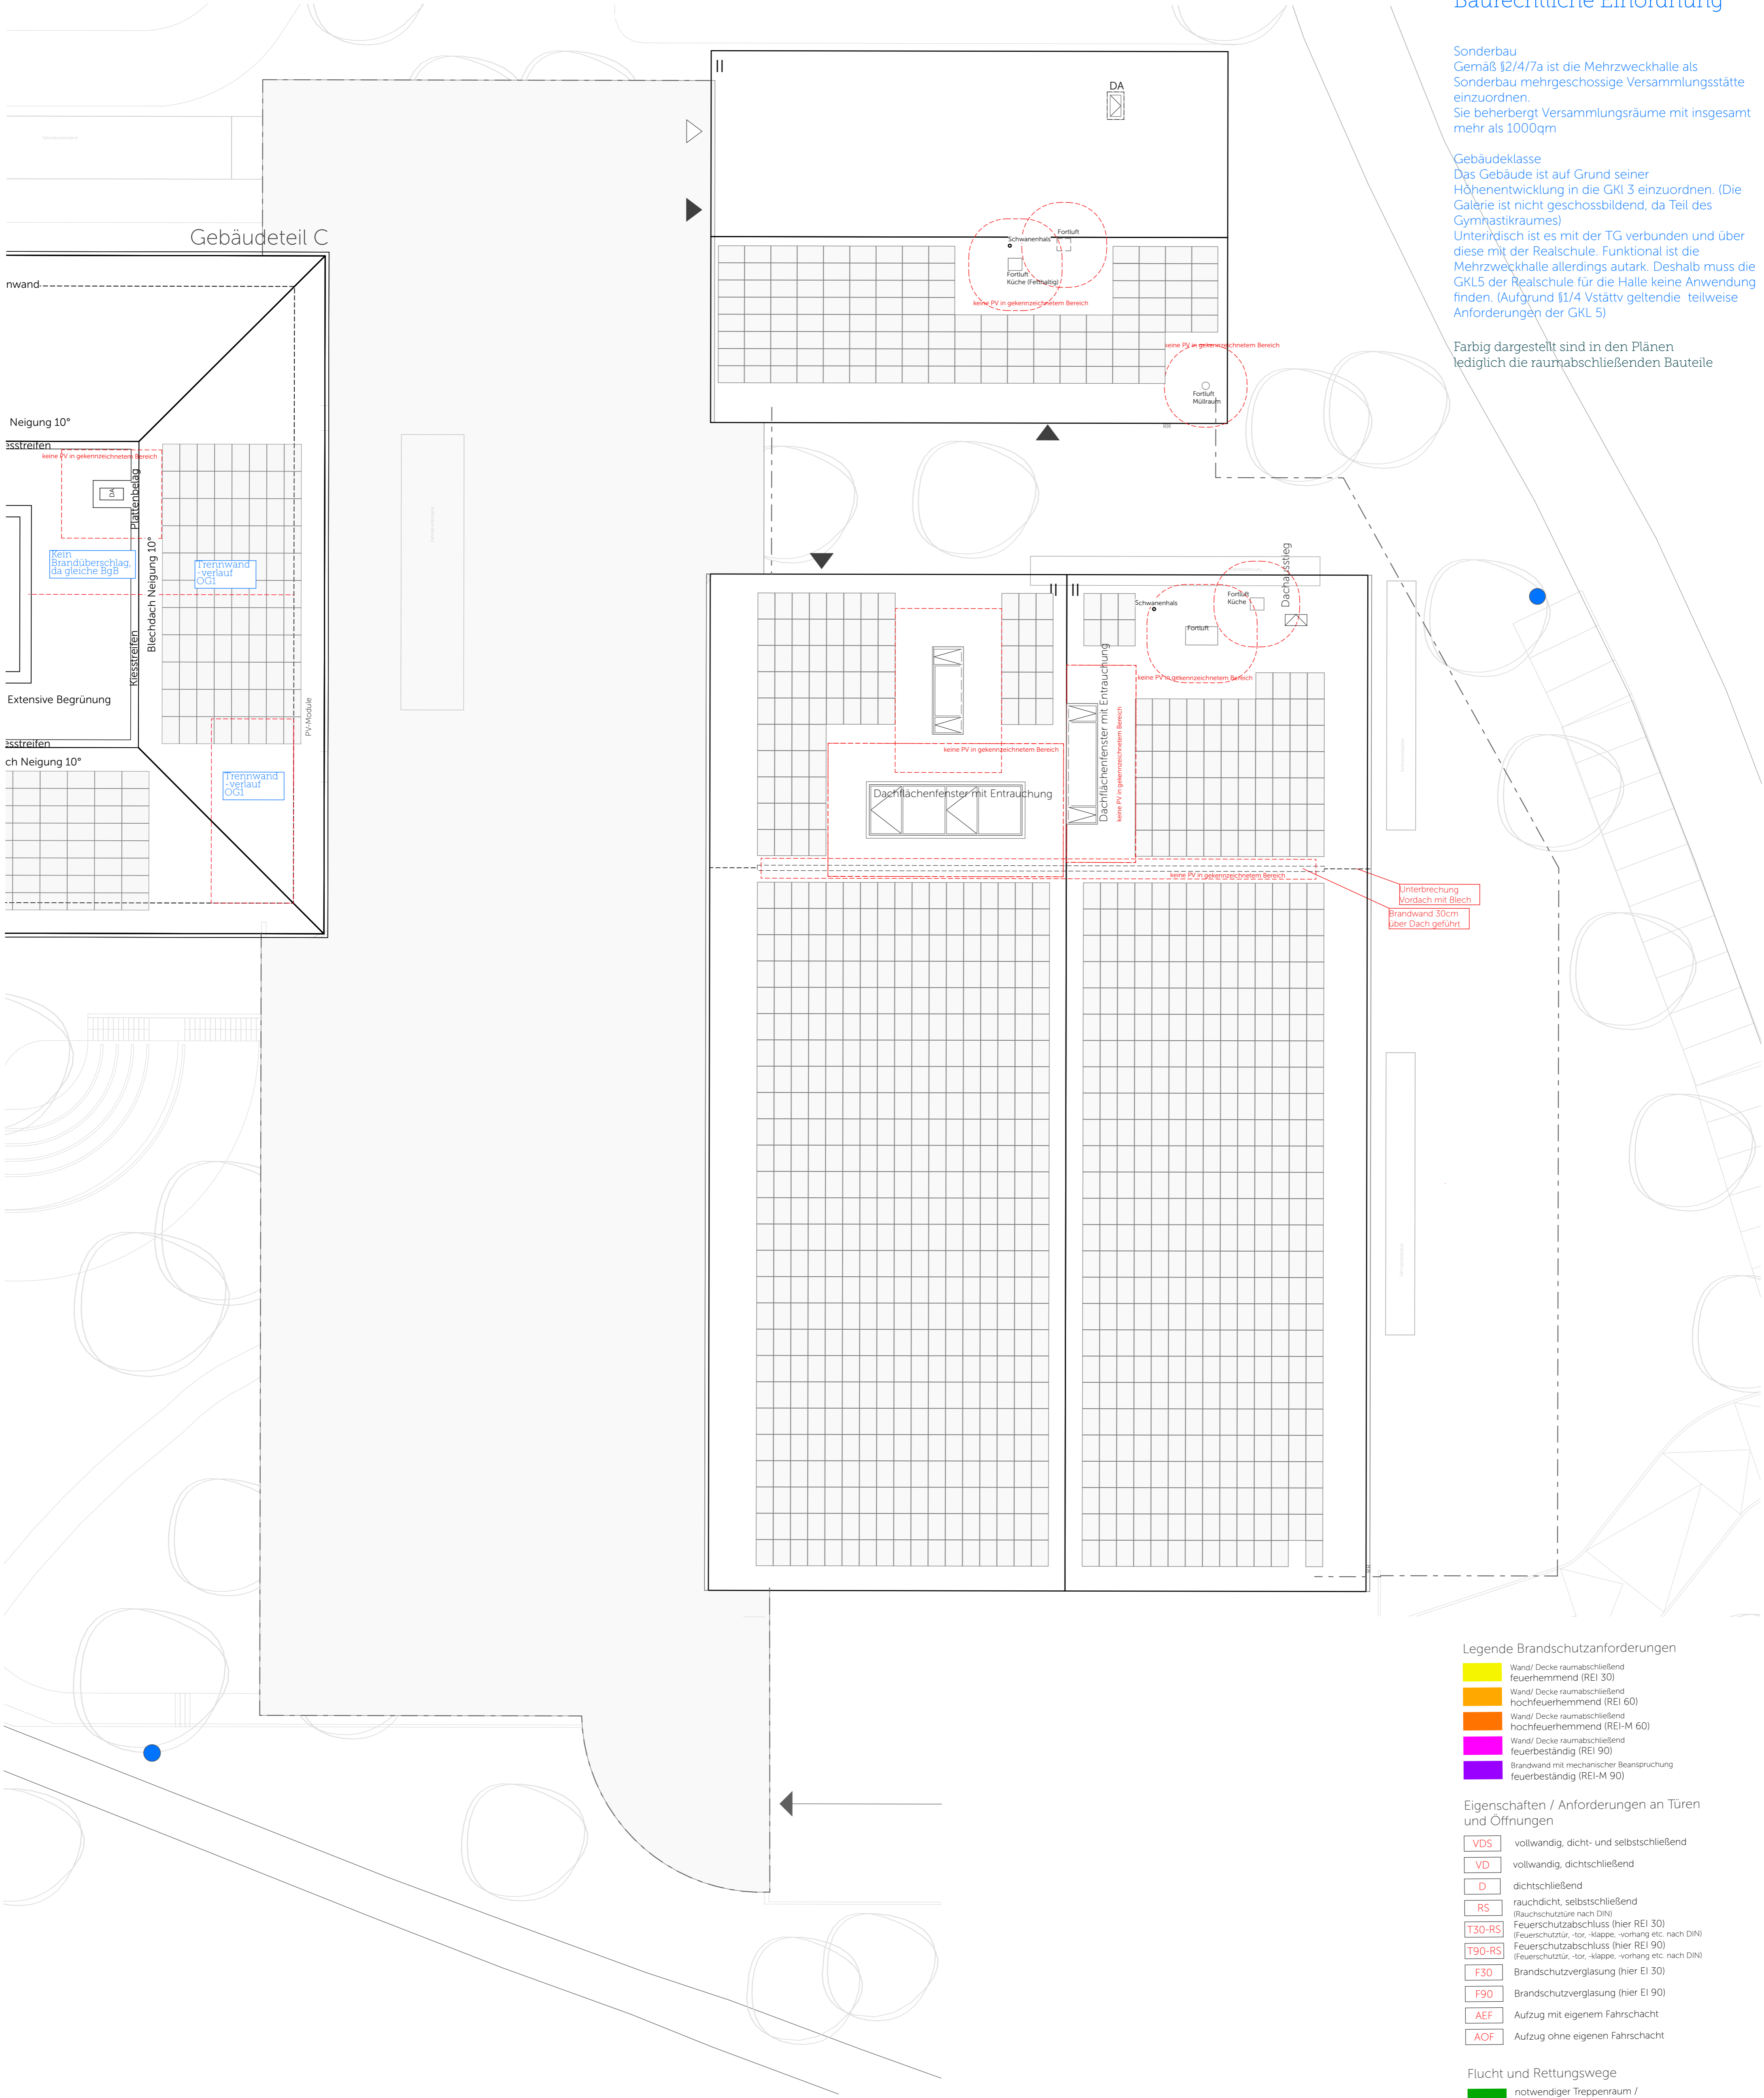 Baurechtliche Einordnung
Sonderbau
Gemäß §2/4/7a ist die Mehrzweckhalle als
Sonderbau mehrgeschossige Versammlungsstätte
einzuordnen.
Sie beherbergt Versammlungsräume mit insgesamt
mehr als 1000qm
Gebäudeklasse
Das Gebäude ist auf Grund seiner
Höhenentwicklung in die GKl 3 einzuordnen. (Die
Galerie ist nicht geschossbildend, da Teil des
Gymnastikraumes)
Unterirdisch ist es mit der TG verbunden und über
diese mit der Realschule. Funktional ist die
Mehrzweckhalle allerdings autark. Deshalb muss die
GKL5 der Realschule für die Halle keine Anwendung
finden. (Aufgrund §1/4 Vstättv geltendie teilweise
Anforderungen der GKL 5)
Farbig dargestellt sind in den Plänen
lediglich die raumabschließenden Bauteile
II
DA
Schwanenhals
Fortluft
Fortluft
Küche (Fetthaltig)
keine PV in gekennzeichnetem Bereich
keine PV in gekennzeichnetem Bereich
Fortluft
Müllraum
Gebäudeteil C
nwand
Neigung 10°
esstreifen
keine PV in gekennzeichnetem Bereich
DA
Plattenbelag
Kein
Brandüberschlag,
da gleiche BgB
Trennwand
-verlauf
OG1
Blechdach Neigung 10°
Kiesstreifen
Extensive Begrünung
PV-Module
esstreifen
ch Neigung 10°
Trennwand
-verlauf
OG1
II
II
Schwanenhals
Fortluft
Küche
Fortluft
Dachausstieg
keine PV in gekennzeichnetem Bereich
Dachflächenfenster mit Entrauchung
keine PV in gekennzeichnetem Bereich
keine PV in gekennzeichnetem Bereich
Dachflächenfenster mit Entrauchung
keine PV in gekennzeichnetem Bereich
Unterbrechung
Vordach mit Blech
Brandwand 30cm
über Dach geführt
Legende Brandschutzanforderungen
Wand/ Decke raumabschließend
feuerhemmend (REI 30)
Wand/ Decke raumabschließend
hochfeuerhemmend (REI 60)
Wand/ Decke raumabschließend
hochfeuerhemmend (REI-M 60)
Wand/ Decke raumabschließend
feuerbeständig (REI 90)
Brandwand mit mechanischer Beanspruchung
feuerbeständig (REI-M 90)
Eigenschaften / Anforderungen an Türen
und Öffnungen
VDS vollwandig, dicht- und selbstschließend
VD vollwandig, dichtschließend
D dichtschließend
RS rauchdicht, selbstschließend
(Rauchschutztüre nach DIN)
T30-RS Feuerschutzabschluss (hier REI 30)
(Feuerschutztür, -tor, -klappe, -vorhang etc. nach DIN)
T90-RS Feuerschutzabschluss (hier REI 90)
(Feuerschutztür, -tor, -klappe, -vorhang etc. nach DIN)
F30 Brandschutzverglasung (hier EI 30)
F90 Brandschutzverglasung (hier EI 90)
AEF Aufzug mit eigenem Fahrschacht
AOF Aufzug ohne eigenen Fahrschacht
Flucht und Rettungswege
notwendiger Treppenraum /